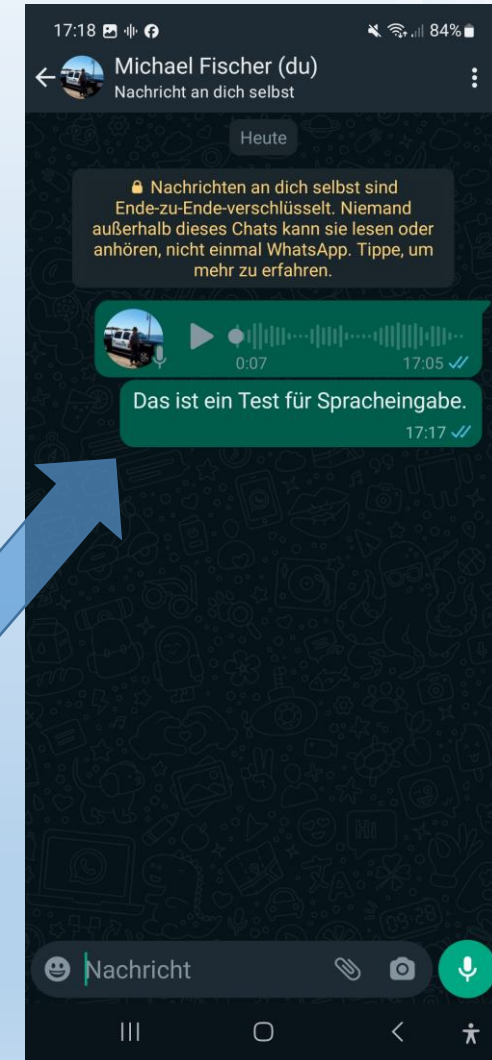 17:18 84%
Michael Fischer (du)
Nachricht an dich selbst
Heute
Nachrichten an dich selbst sind
Ende-zu-Ende-verschlüsselt. Niemand
außerhalb dieses Chats kann sie lesen oder
anhören, nicht einmal WhatsApp. Tippe, um
mehr zu erfahren.
0:07 17:05
Das ist ein Test für Spracheingabe.
17:17
Nachricht